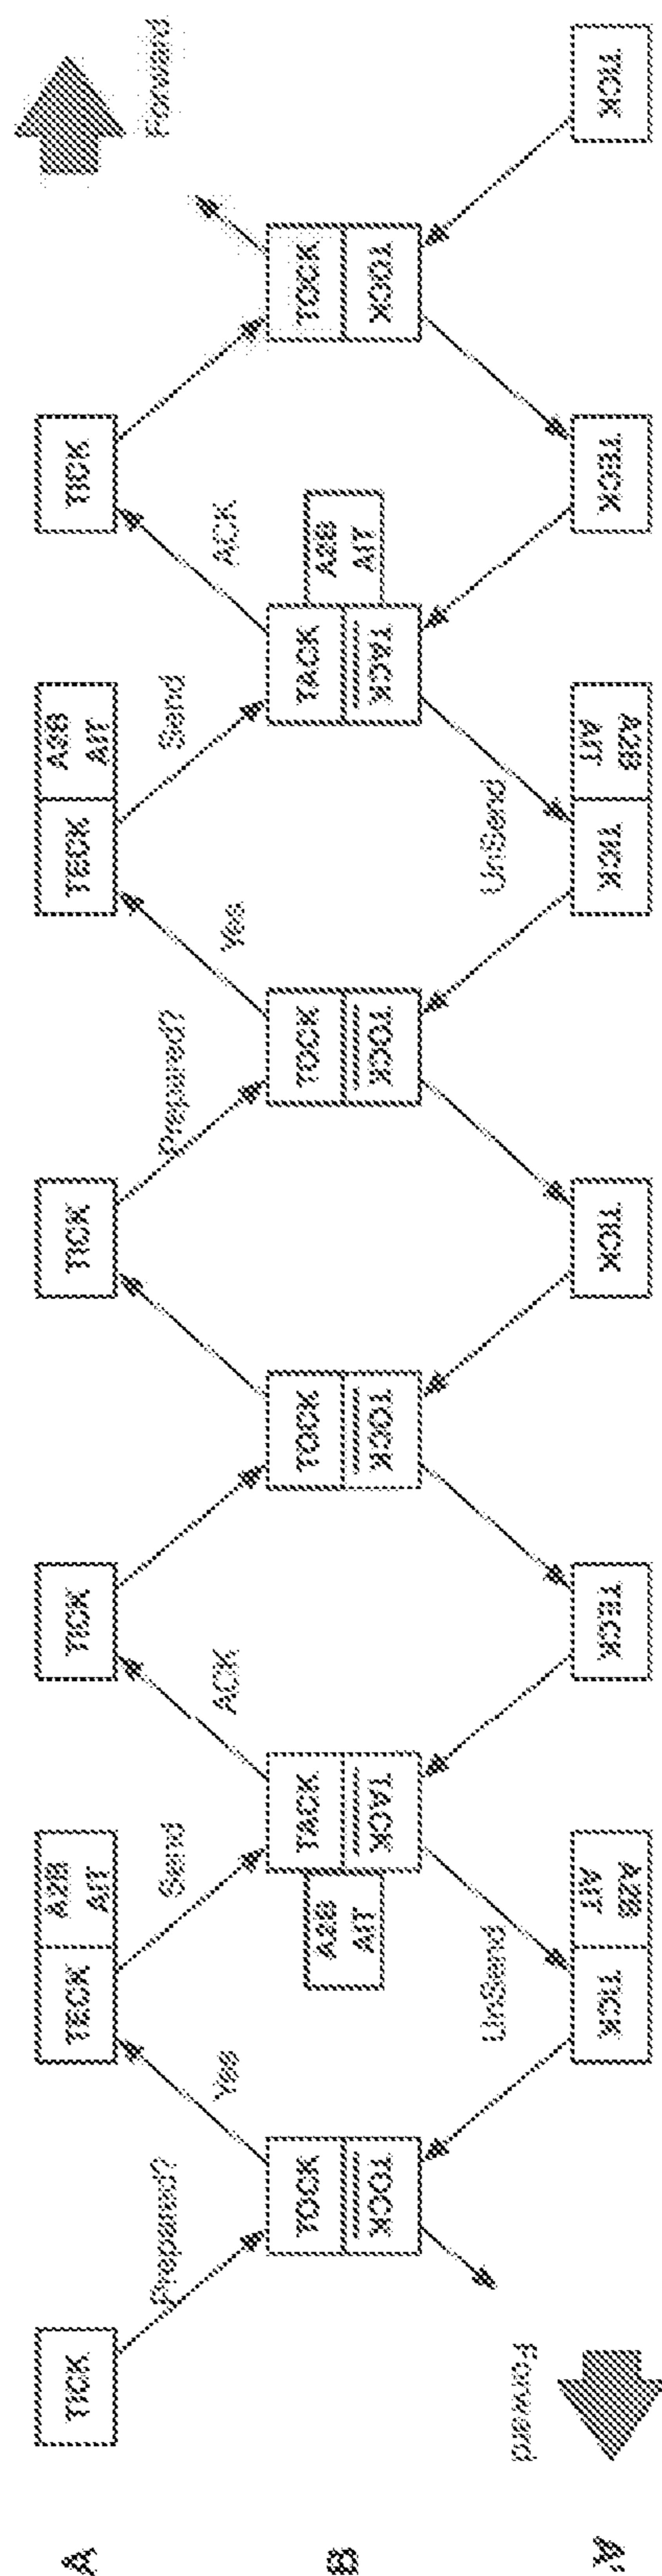 A
TICK
TECK
A2B
AIT
TICK
TICK
TECK
A2B
AIT
TICK
Prepared?
Send
Prepared?
Send
Forward
Yes
ACK
Yes
ACK
B
TOCK
TACK
A2B
AIT
TOCK
TOCK
TACK
A2B
AIT
TOCK
TOCK
TACK
TOCK
TOCK
TACK
TOCK
Forward
UnSend
UnSend
A'
TICK
A2B
AIT
TECK
TICK
TICK
A2B
AIT
TECK
TICK